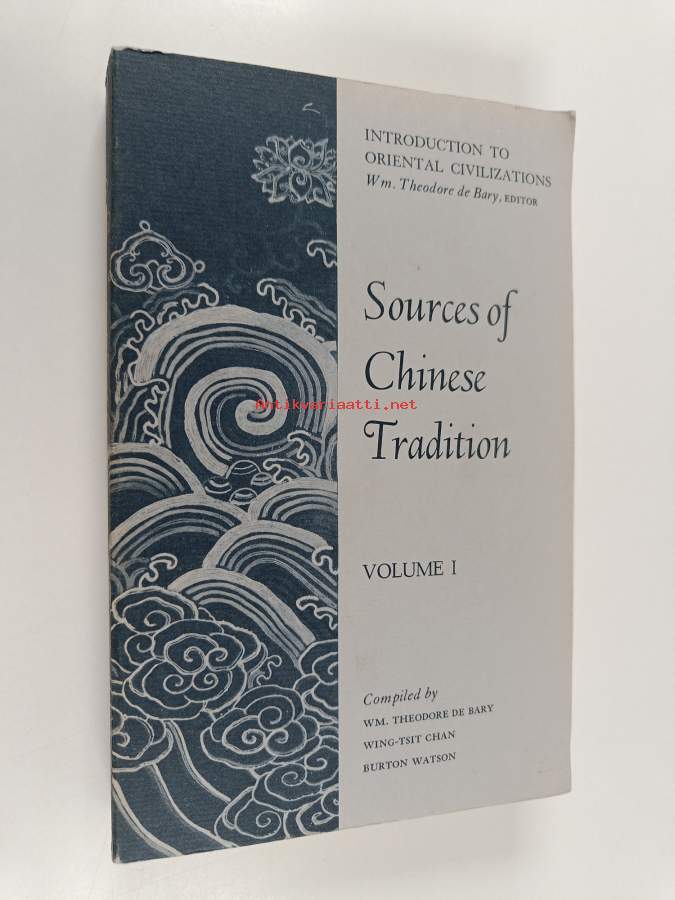 INTRODUCTION TO
ORIENTAL CIVILIZATIONS
Wm. Theodore de Bary, EDITOR
Sources of
Chinese
Tradition
Antikvariaatti.net
VOLUME I
Compiled by
WM. THEODORE DE BARY
WING-TSIT CHAN
BURTON WATSON